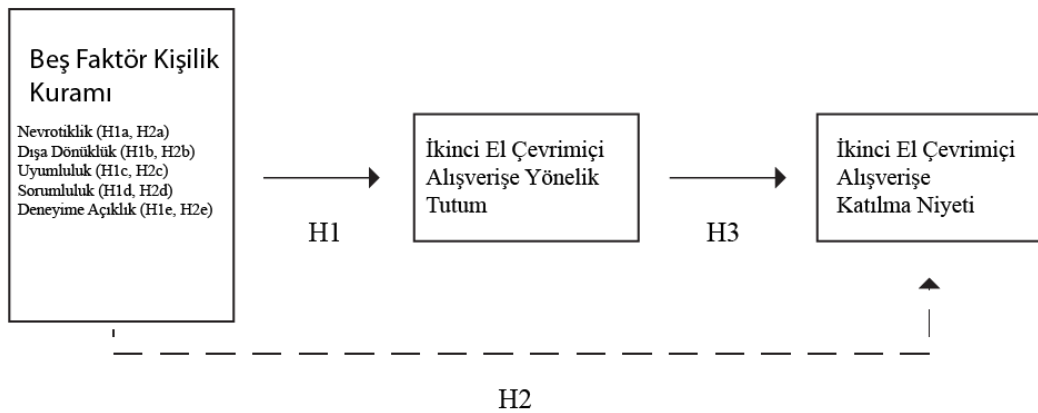 Beş Faktör Kişilik
Kuramı
Nevrotiklik (H1a, H2a)
Dışa Dönüklük (H1b, H2b)
Uyumluluk (H1c, H2c)
Sorumluluk (H1d, H2d)
Deneyime Açıklık (H1e, H2e)
H1
İkinci El Çevrimiçi
Alışverişe Yönelik
Tutum
H3
İkinci El Çevrimiçi
Alışverişe
Katılma Niyeti
H2